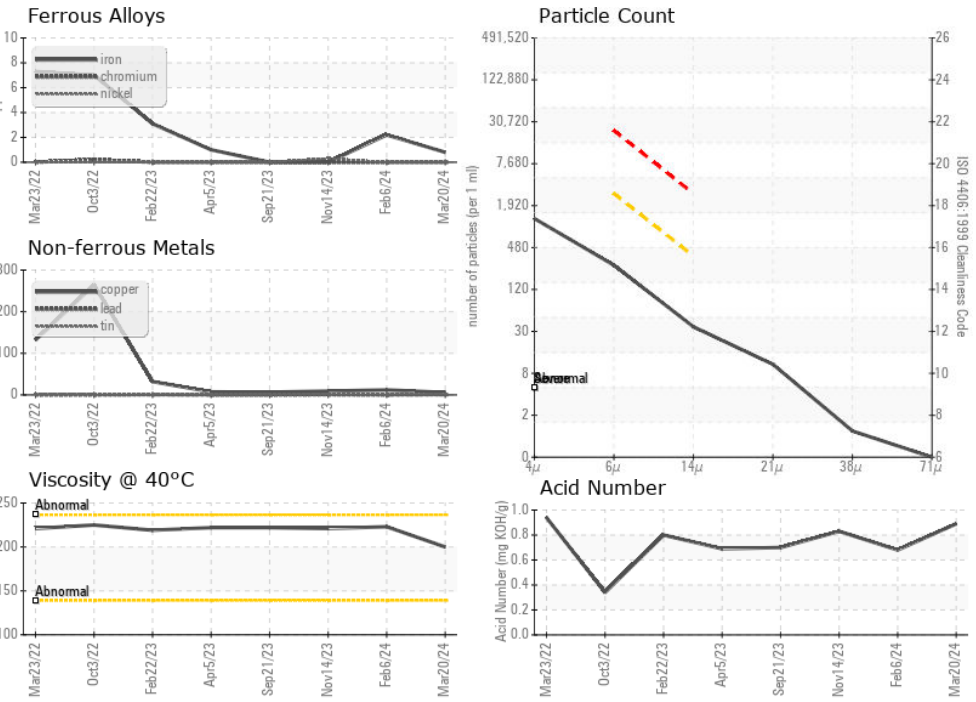 Ferrous Alloys
10
8
6
4
2
0
iron
chromium
nickel
Mar23/22
Oct3/22
Feb22/23
Apr5/23
Sep21/23
Nov14/23
Feb6/24
Mar20/24
Non-ferrous Metals
300
200
100
0
copper
lead
tin
Mar23/22
Oct3/22
Feb22/23
Apr5/23
Sep21/23
Nov14/23
Feb6/24
Mar20/24
Viscosity @ 40°C
250
200
150
100
Abnormal
Abnormal
Mar23/22
Oct3/22
Feb22/23
Apr5/23
Sep21/23
Nov14/23
Feb6/24
Mar20/24
Particle Count
number of particles (per 1 ml)
491,520
122,880
30,720
7,680
1,920
480
120
30
8
2
0
Abnormal
4µ
6µ
14µ
21µ
38µ
71µ
26
24
22
20
18
16
14
12
10
8
6
ISO 4406:1999 Cleanliness Code
Acid Number
Acid Number (mg KOH/g)
1.0
0.8
0.6
0.4
0.2
0.0
Mar23/22
Oct3/22
Feb22/23
Apr5/23
Sep21/23
Nov14/23
Feb6/24
Mar20/24